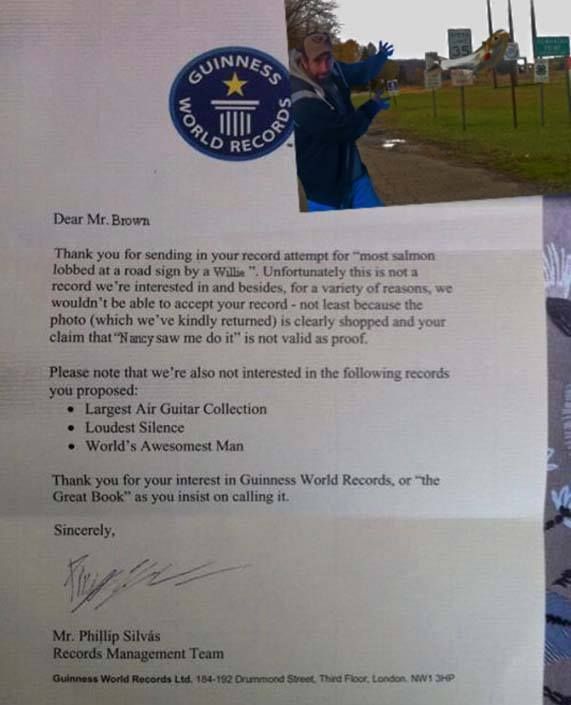 GUINNESS
WORLD RECORDS
35
Dear Mr. Brown
Thank you for sending in your record attempt for "most salmon
lobbed at a road sign by a Willie ". Unfortunately this is not a
record we're interested in and besides, for a variety of reasons, we
wouldn't be able to accept your record - not least because the
photo (which we've kindly returned) is clearly shopped and your
claim that "Nancy saw me do it" is not valid as proof.
Please note that we're also not interested in the following records
you proposed:
• Largest Air Guitar Collection
• Loudest Silence
• World's Awesomest Man
Thank you for your interest in Guinness World Records, or "the
Great Book" as you insist on calling it.
Sincerely,
Mr. Phillip Silvás
Records Management Team
Guinness World Records Ltd. 184-192 Drummond Street, Third Floor, London. NW1 3HP